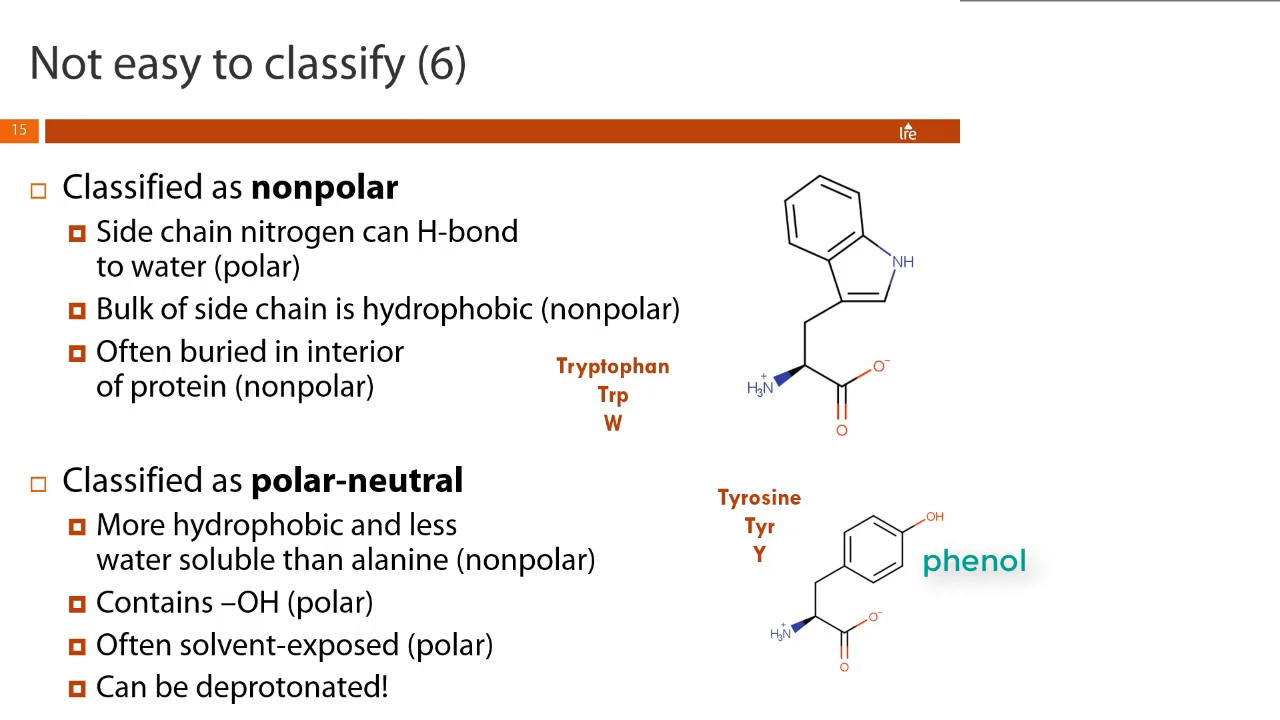 Not easy to classify (6)
15
lre
Classified as nonpolar
Side chain nitrogen can H-bond
to water (polar)
Bulk of side chain is hydrophobic (nonpolar)
Often buried in interior
of protein (nonpolar)
Tryptophan
Trp
W
NH
H₃N⁺
O⁻
O
Classified as polar-neutral
More hydrophobic and less
water soluble than alanine (nonpolar)
Contains –OH (polar)
Often solvent-exposed (polar)
Can be deprotonated!
Tyrosine
Tyr
Y
OH
phenol
H₃N⁺
O⁻
O